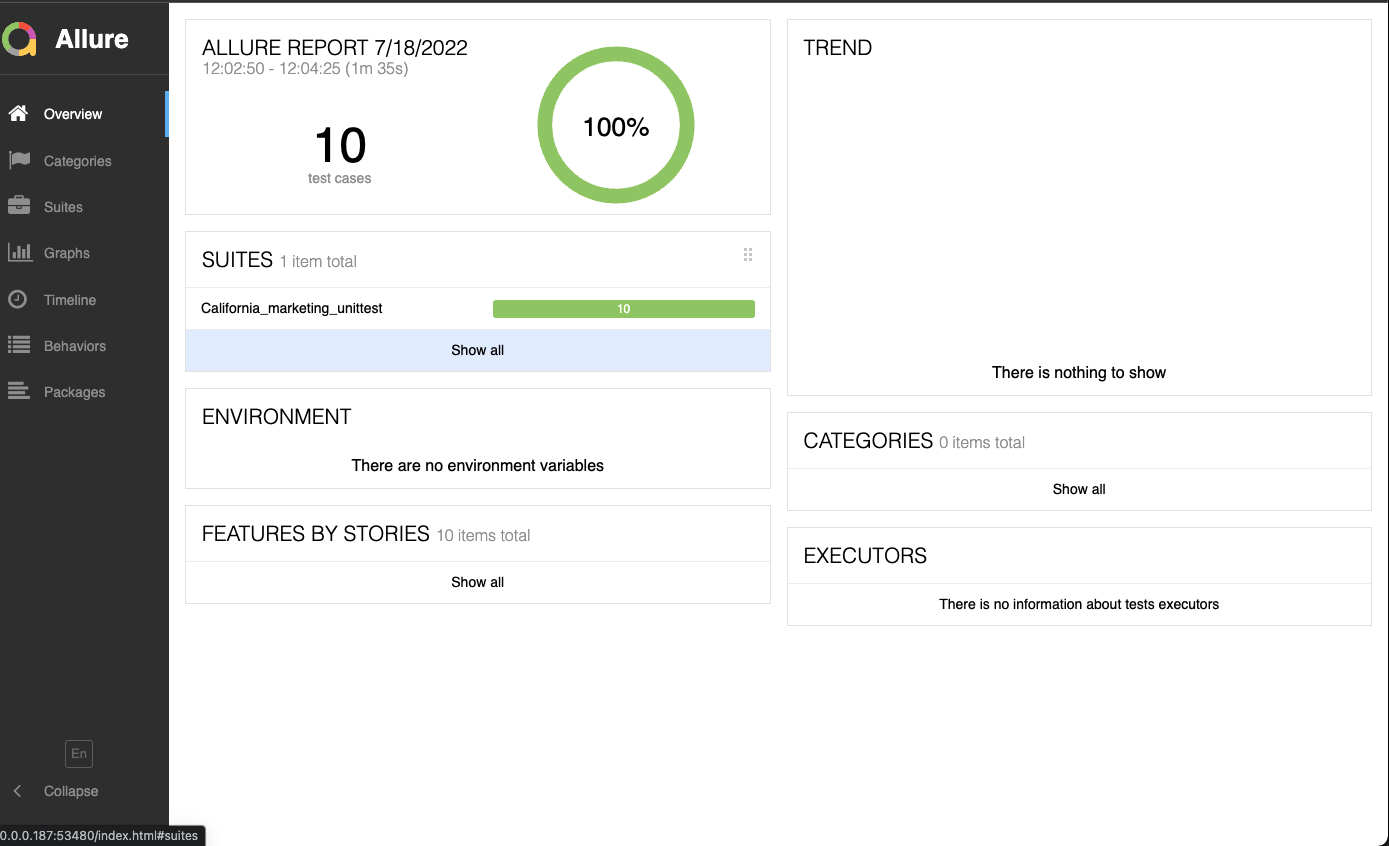 Allure
Overview
Categories
Suites
Graphs
Timeline
Behaviors
Packages
En
Collapse
0.0.0.187:53480/index.html#suites
ALLURE REPORT 7/18/2022
12:02:50 - 12:04:25 (1m 35s)
10
test cases
100%
SUITES 1 item total
California_marketing_unittest 10
Show all
ENVIRONMENT
There are no environment variables
FEATURES BY STORIES 10 items total
Show all
TREND
There is nothing to show
CATEGORIES 0 items total
Show all
EXECUTORS
There is no information about tests executors